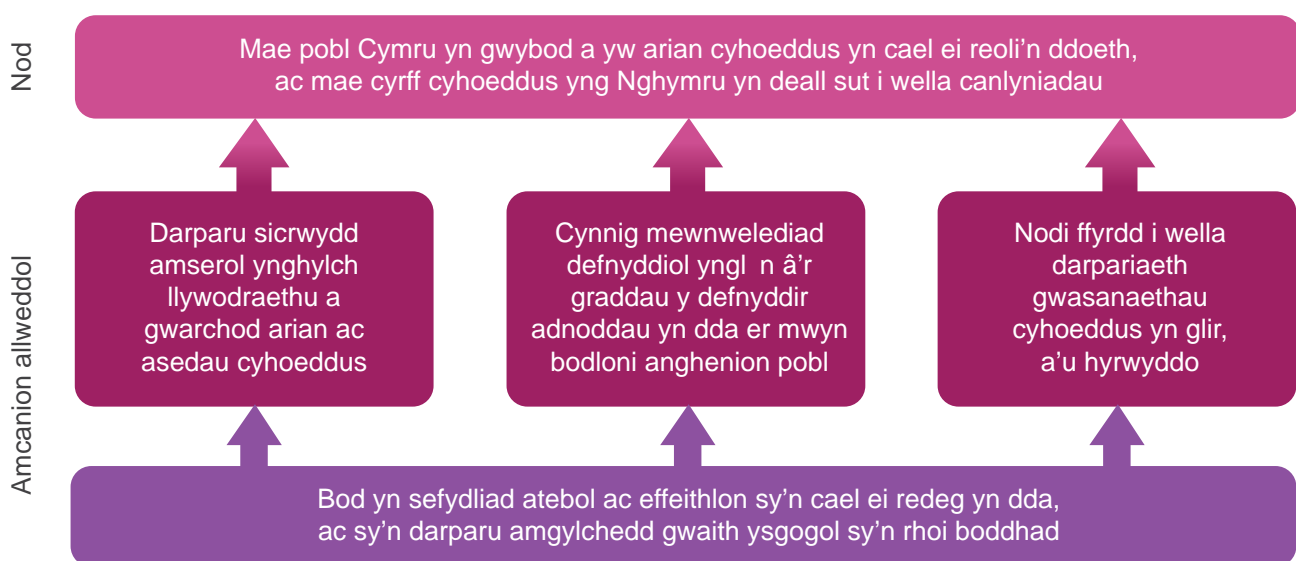 Nod
Mae pobl Cymru yn gwybod a yw arian cyhoeddus yn cael ei reoli’n ddoeth,
ac mae cyrff cyhoeddus yng Nghymru yn deall sut i wella canlyniadau
Amcanion allweddol
Darparu sicrwydd
amserol ynghylch
llywodraethu a
gwarchod arian ac
asedau cyhoeddus
Cynnig mewnwelediad
defnyddiol yngl n â’r
graddau y defnyddir
adnoddau yn dda er mwyn
bodloni anghenion pobl
Nodi ffyrdd i wella
darpariaeth
gwasanaethau
cyhoeddus yn glir,
a’u hyrwyddo
Bod yn sefydliad atebol ac effeithlon sy’n cael ei redeg yn dda,
ac sy’n darparu amgylchedd gwaith ysgogol sy’n rhoi boddhad